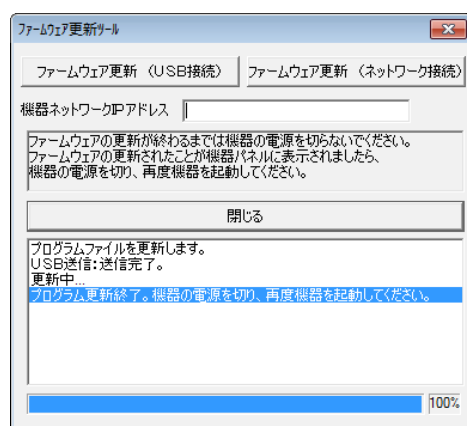 ファームウェア更新ツール
ファームウェア更新 （USB接続）
ファームウェア更新 （ネットワーク接続）
機器ネットワークIPアドレス
ファームウェアの更新が終わるまでは機器の電源を切らないでください。
ファームウェアの更新されたことが機器パネルに表示されましたら、
機器の電源を切り、再度機器を起動してください。
閉じる
プログラムファイルを更新します。
USB送信：送信完了。
更新中...
プログラム更新終了。機器の電源を切り、再度機器を起動してください。
100%